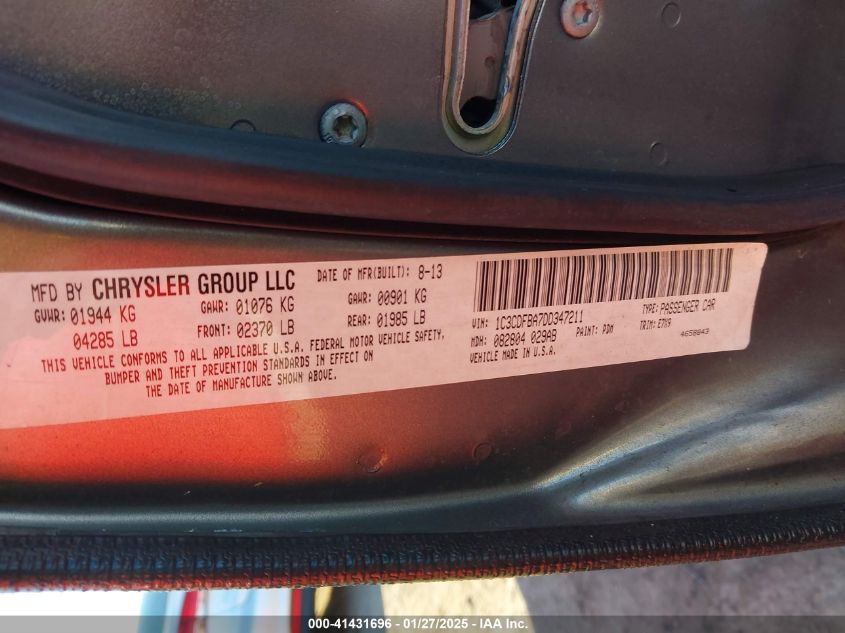 MFD BY CHRYSLER GROUP LLC
DATE OF MFR(BUILT): 8-13
GVWR: 01944 KG
GAWR: 01076 KG
GAWR: 00901 KG
04285 LB
FRONT: 02370 LB
REAR: 01985 LB
THIS VEHICLE CONFORMS TO ALL APPLICABLE U.S.A. FEDERAL MOTOR VEHICLE SAFETY,
BUMPER AND THEFT PREVENTION STANDARDS IN EFFECT ON
THE DATE OF MANUFACTURE SHOWN ABOVE.
VIN: 1C3CDFBA7DD347211
TYPE: PASSENGER CAR
MDH: 082804 029AB
PAINT: PDM
TRIM: E7X9
VEHICLE MADE IN U.S.A.
4658043
000-41431696 - 01/27/2025 - IAA Inc.